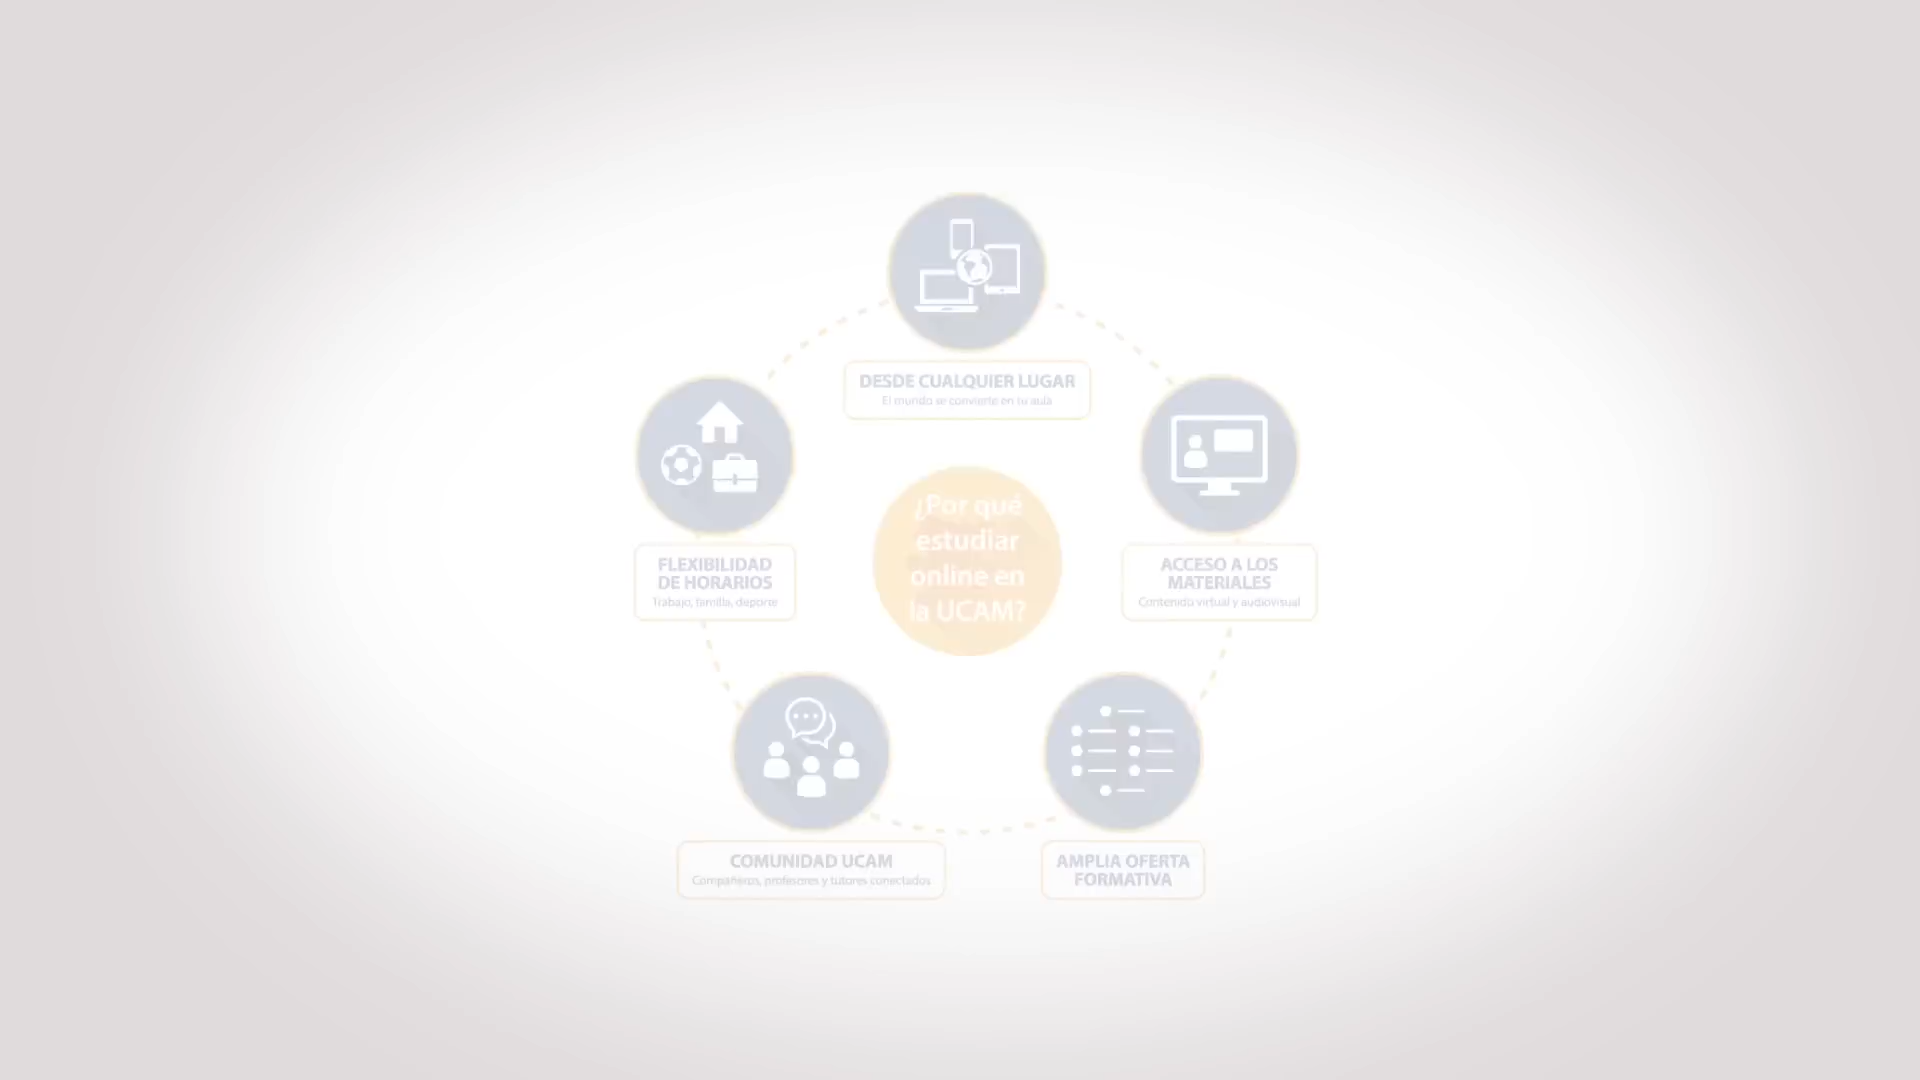 DESDE CUALQUIER LUGAR
El mundo se convierte en tu aula
FLEXIBILIDAD
DE HORARIOS
Trabajo, familia, deporte
¿Por qué
estudiar
online en
la UCAM?
ACCESO A LOS
MATERIALES
Contenido virtual y audiovisual
COMUNIDAD UCAM
Compañeros, profesores y tutores conectados
AMPLIA OFERTA
FORMATIVA